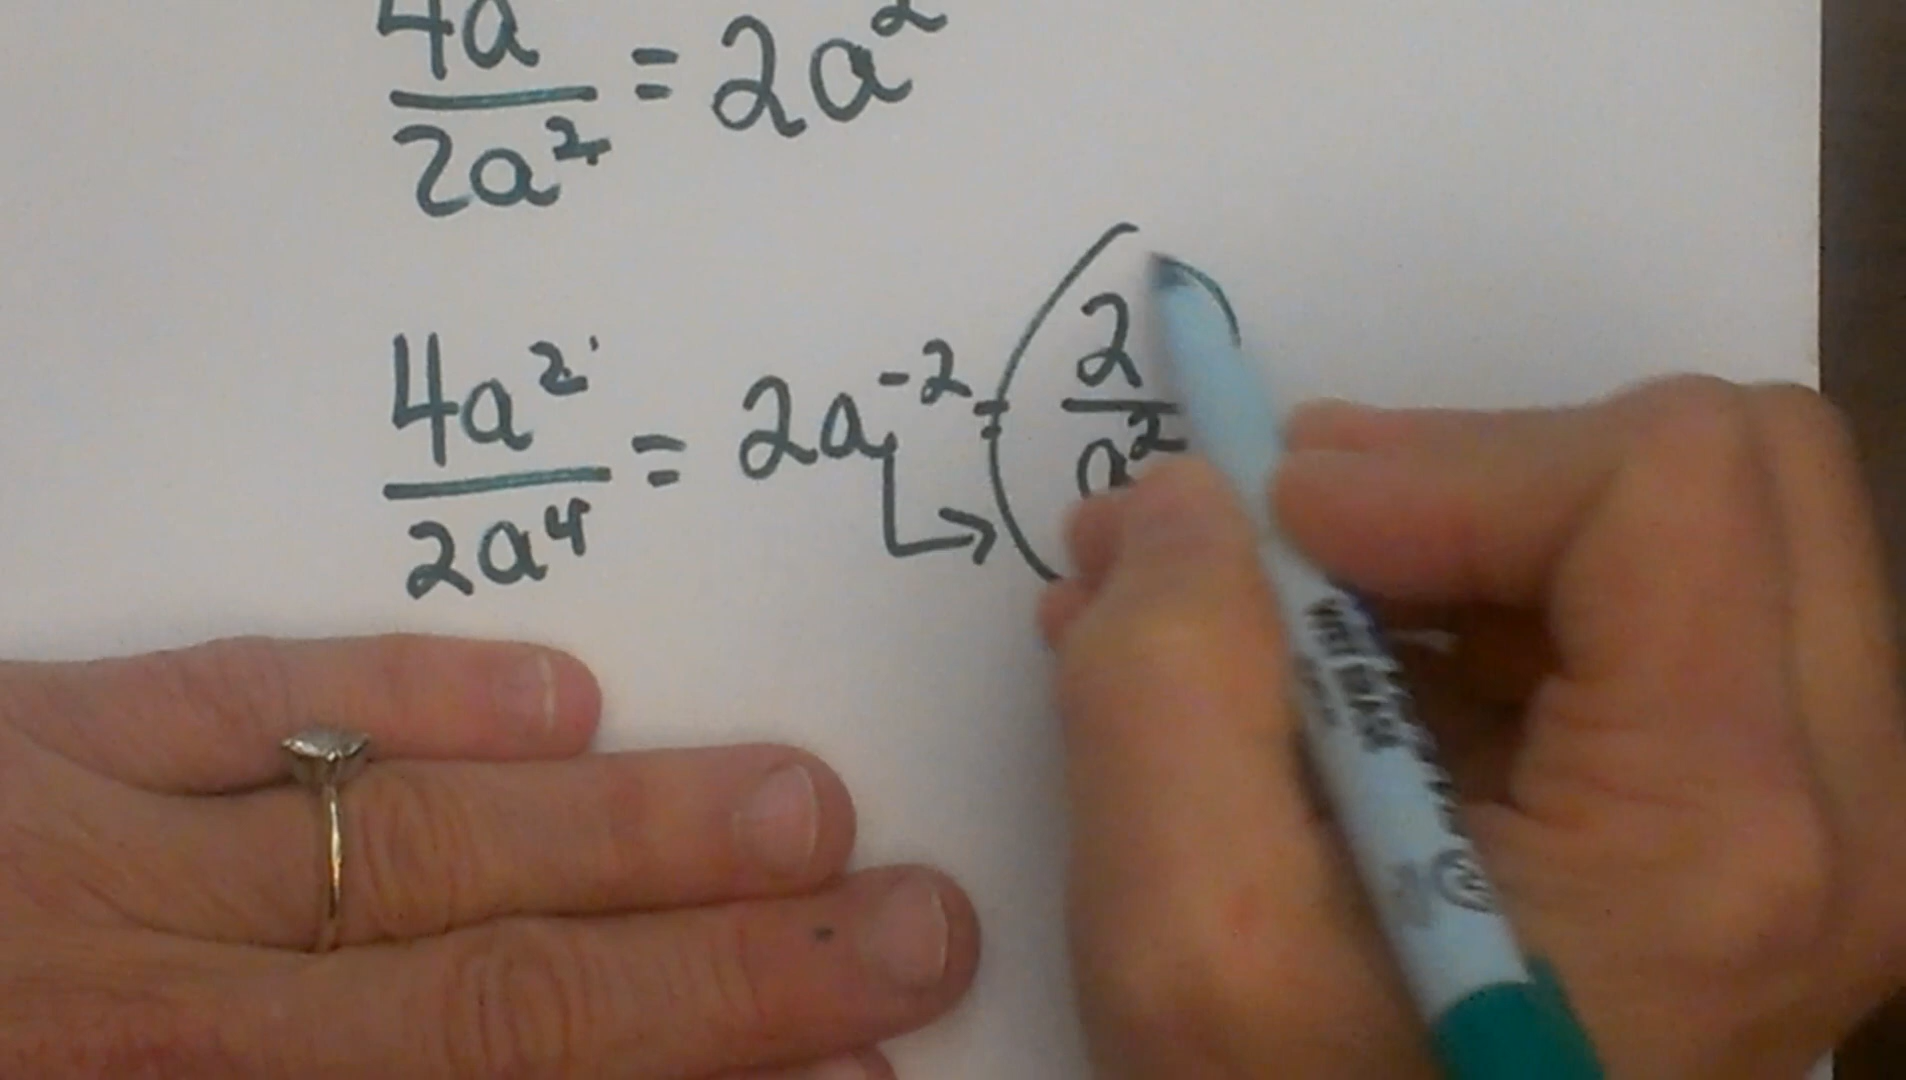 4a/2a² = 2a²
4a²/2a⁴ = 2a⁻² = 2/a²